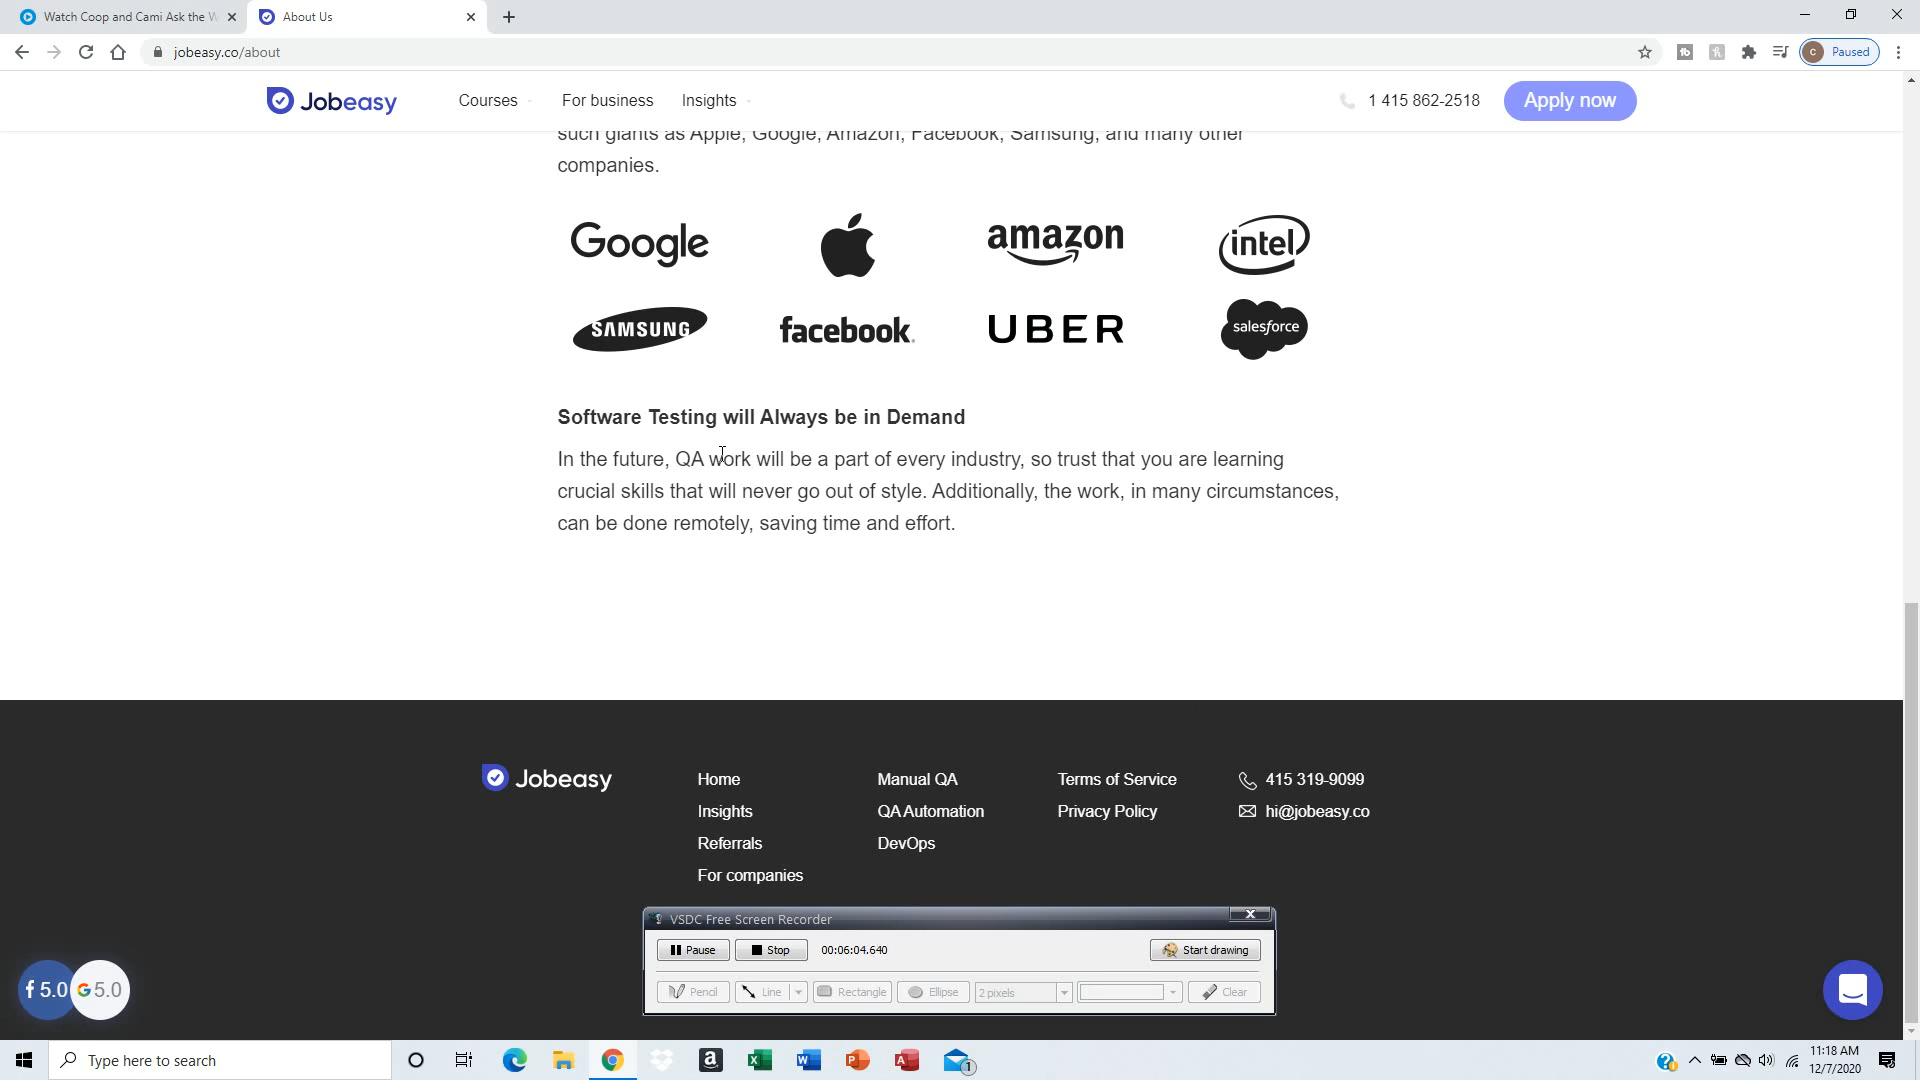 Watch Coop and Cami Ask the W
About Us
jobeasy.co/about
Paused
Jobeasy
Courses
For business
Insights
1 415 862-2518
Apply now
such giants as Apple, Google, Amazon, Facebook, Samsung, and many other
companies.
Google
amazon
intel
SAMSUNG
facebook.
UBER
salesforce
Software Testing will Always be in Demand
In the future, QA work will be a part of every industry, so trust that you are learning
crucial skills that will never go out of style. Additionally, the work, in many circumstances,
can be done remotely, saving time and effort.
Jobeasy
Home
Insights
Referrals
For companies
Manual QA
QA Automation
DevOps
Terms of Service
Privacy Policy
415 319-9099
hi@jobeasy.co
VSDC Free Screen Recorder
Pause
Stop
00:06:04.640
Start drawing
Pencil
Line
Rectangle
Ellipse
2 pixels
Clear
5.0
5.0
Type here to search
11:18 AM
12/7/2020